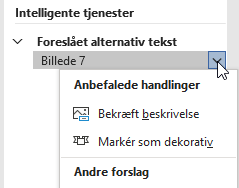 Intelligente tjenester
Foreslået alternativ tekst
Billede 7
Anbefalede handlinger
Bekræft beskrivelse
Markér som dekorativ
Andre forslag